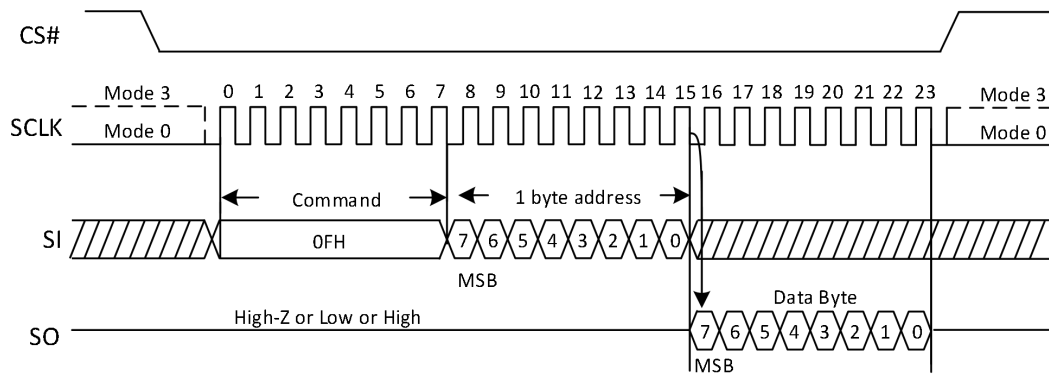 CS#
0 1 2 3 4 5 6 7 8 9 10 11 12 13 14 15 16 17 18 19 20 21 22 23
Mode 3 Mode 3
SCLK
Mode 0 Mode 0
Command 1 byte address
SI 0FH 7 6 5 4 3 2 1 0
MSB
High-Z or Low or High Data Byte
SO 7 6 5 4 3 2 1 0
MSB